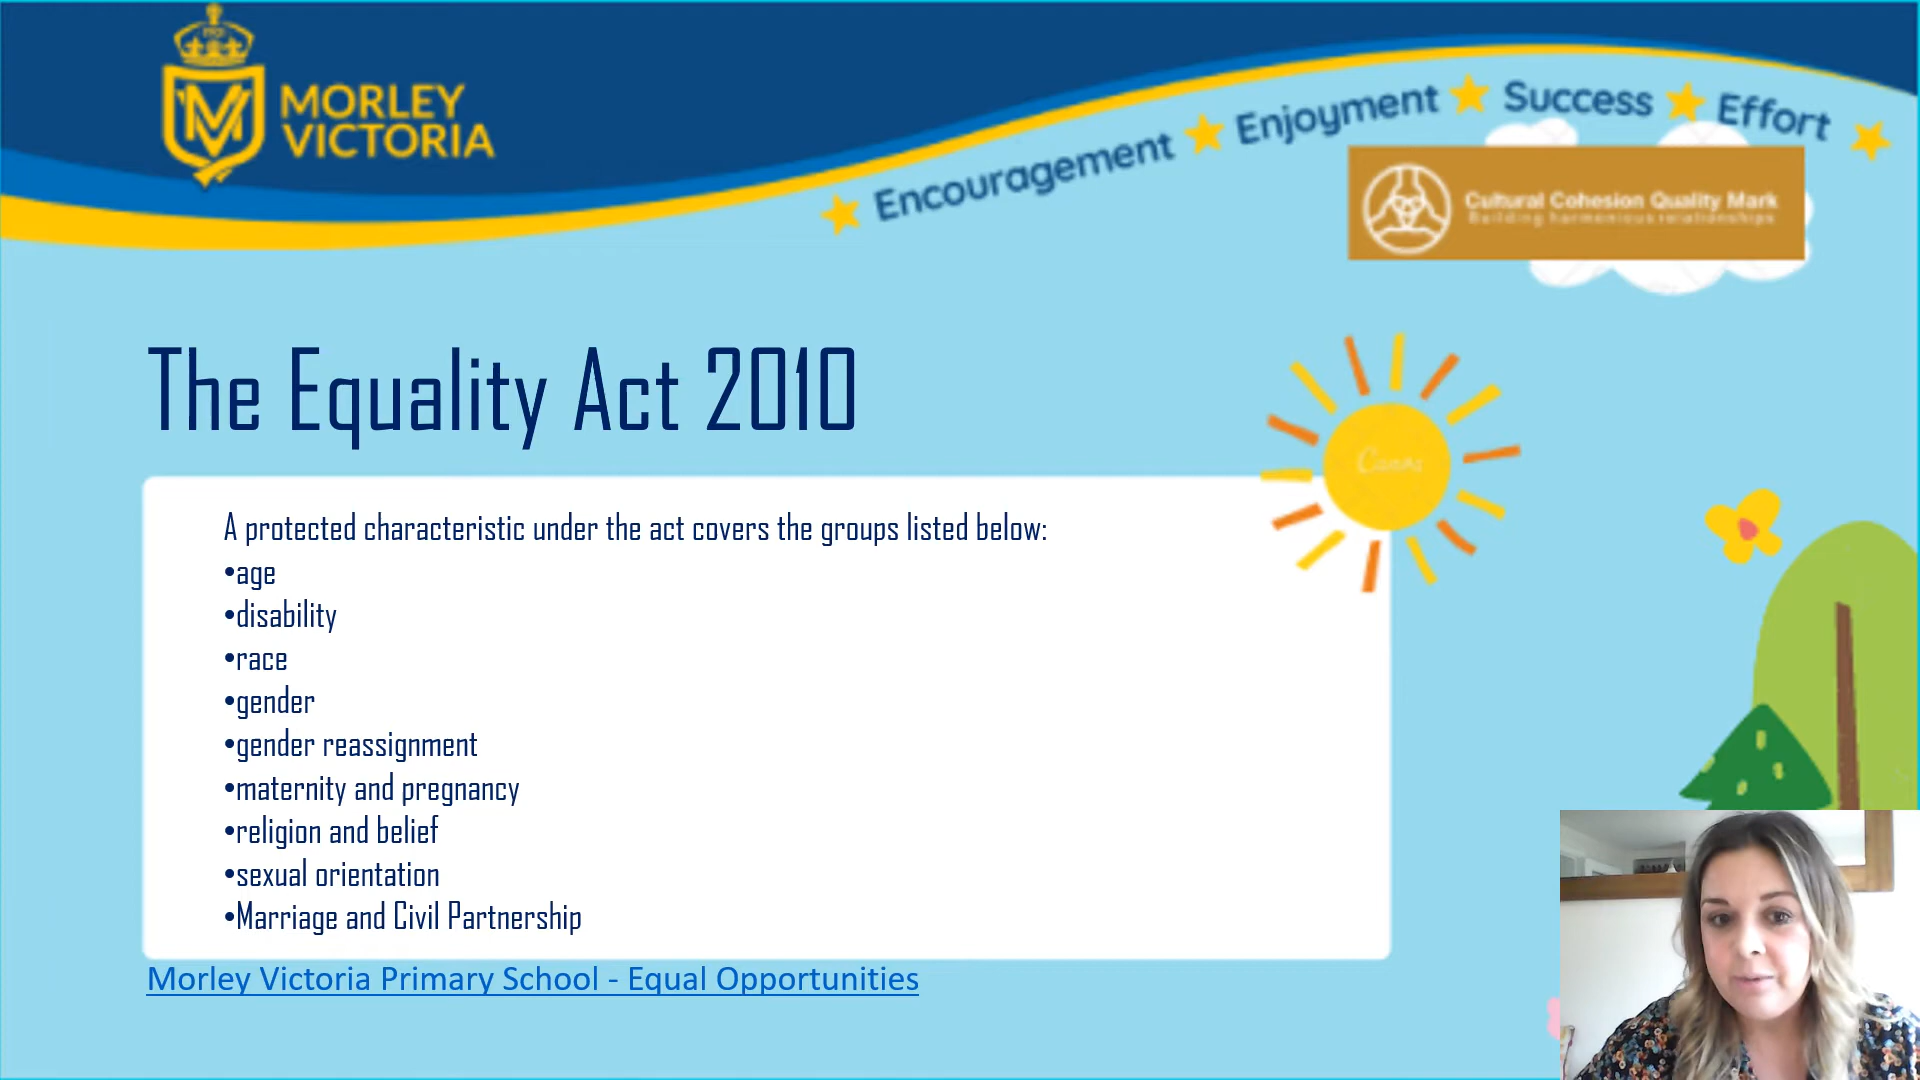 MORLEY
VICTORIA
Encouragement Enjoyment Success Effort
Cultural Cohesion Quality Mark
Building harmonious relationships
The Equality Act 2010
Canva
A protected characteristic under the act covers the groups listed below:
•age
•disability
•race
•gender
•gender reassignment
•maternity and pregnancy
•religion and belief
•sexual orientation
•Marriage and Civil Partnership
Morley Victoria Primary School - Equal Opportunities